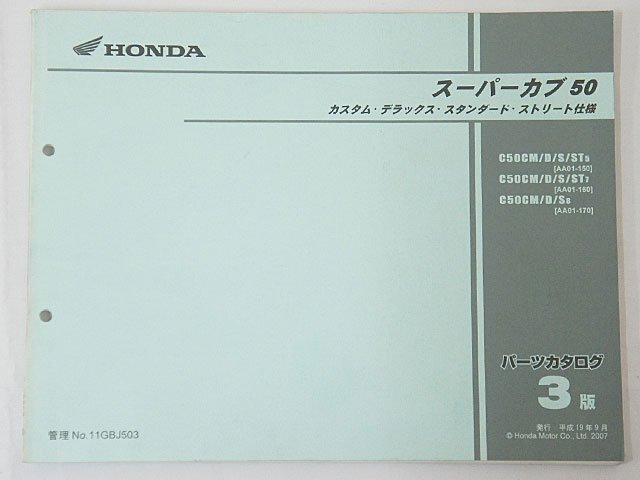 HONDA
スーパーカブ 50
カスタム・デラックス・スタンダード・ストリート仕様
C50CM/D/S/ST5
[AA01-150]
C50CM/D/S/ST7
[AA01-160]
C50CM/D/S8
[AA01-170]
パーツカタログ
3 版
管理 No.11GBJ503
発行 平成 19 年 9 月
© Honda Motor Co., Ltd. 2007